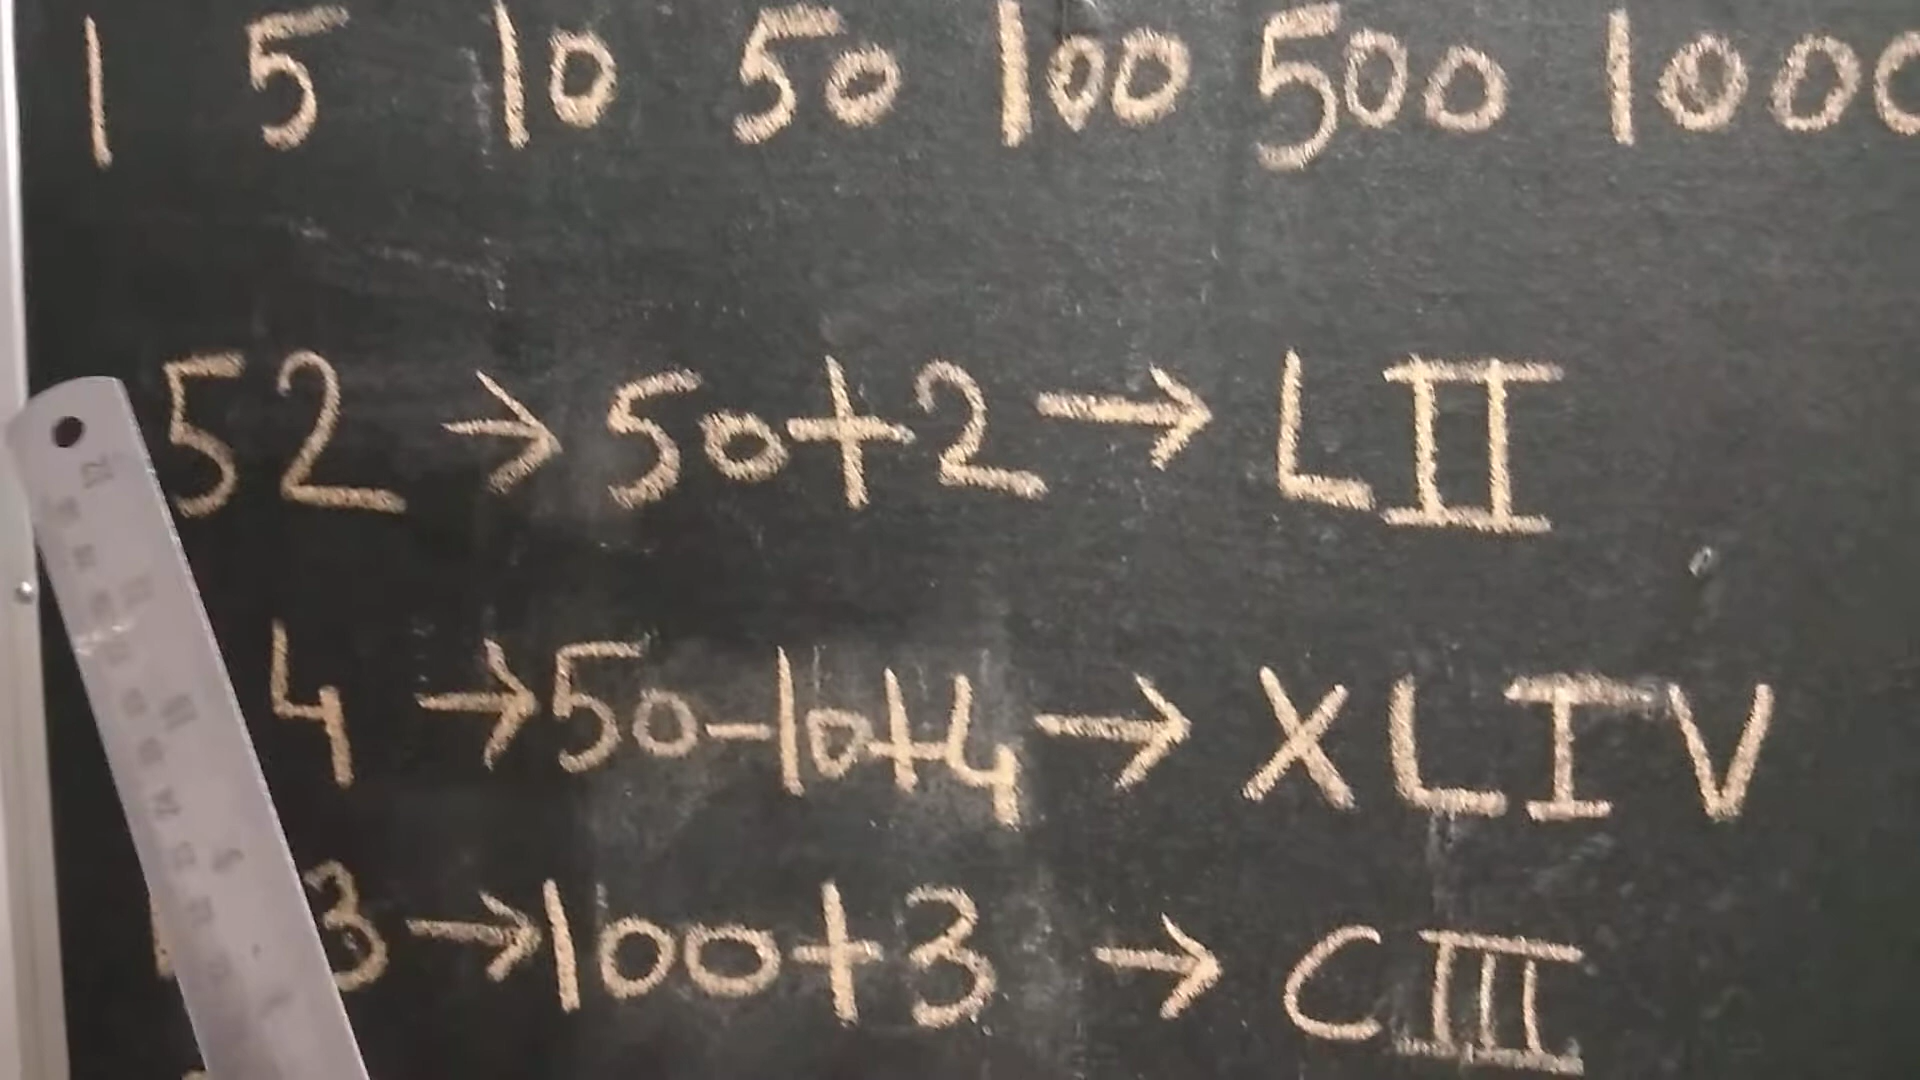 1 5 10 50 100 500 1000
52 → 50+2 → LII
4 → 50-10+4 → XLIV
3 → 100+3 → CIII